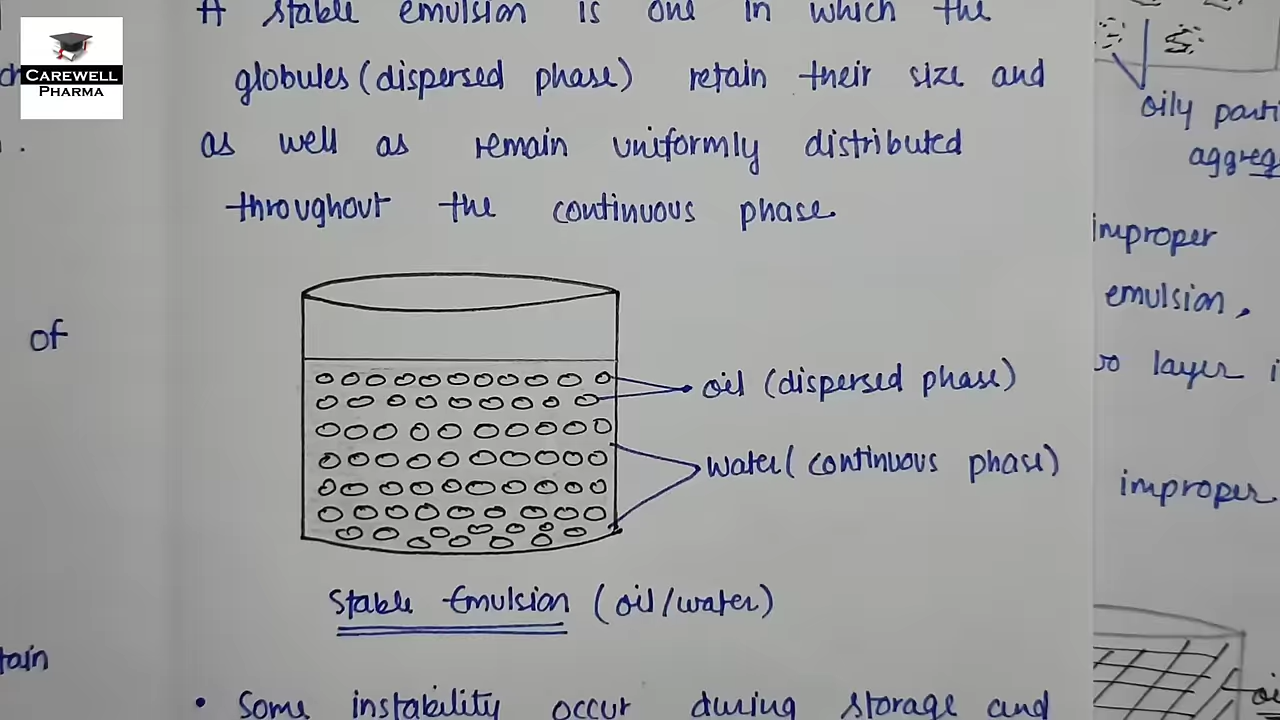 CAREWELL
PHARMA
A stable emulsion is one in which the
globules (dispersed phase) retain their size and
as well as remain uniformly distributed
throughout the continuous phase.
oil (dispersed phase)
water (continuous phase)
Stable Emulsion (oil/water)
• Some instability occur during storage and
of
tain
oily parti
aggreg
improper
emulsion,
layer i
improper
oi